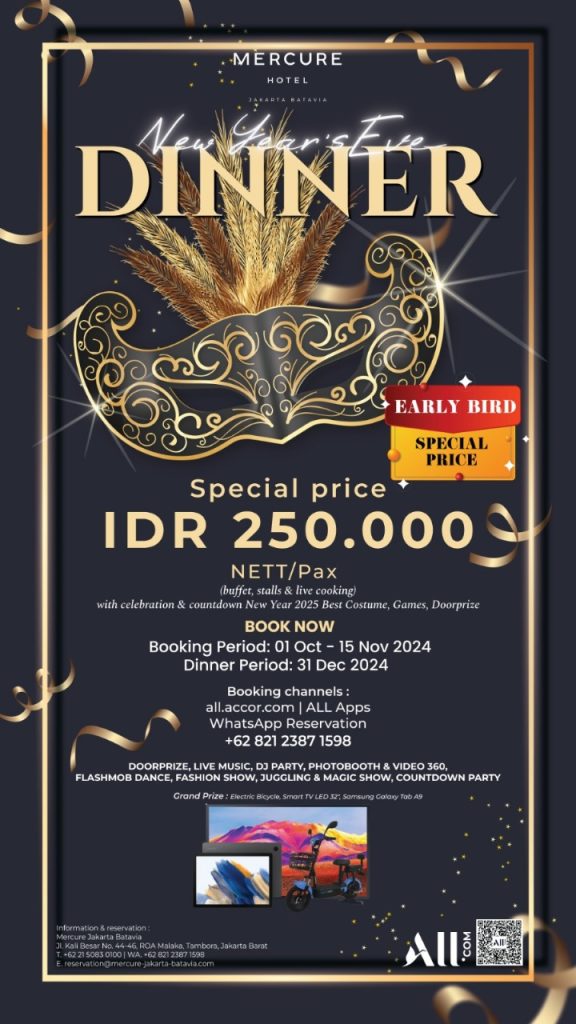 MERCURE
HOTEL
JAKARTA BATAVIA
New Year's Eve
DINNER
EARLY BIRD
SPECIAL
PRICE
Special price
IDR 250.000
NETT/Pax
(buffet, stalls & live cooking)
with celebration & countdown New Year 2025 Best Costume, Games, Doorprize
BOOK NOW
Booking Period: 01 Oct - 15 Nov 2024
Dinner Period: 31 Dec 2024
Booking channels :
all.accor.com | ALL Apps
WhatsApp Reservation
+62 821 2387 1598
DOORPRIZE, LIVE MUSIC, DJ PARTY, PHOTOBOOTH & VIDEO 360,
FLASHMOB DANCE, FASHION SHOW, JUGGLING & MAGIC SHOW, COUNTDOWN PARTY
Grand Prize : Electric Bicycle, Smart TV LED 32", Samsung Galaxy Tab A9
Information & reservation :
Mercure Jakarta Batavia
Jl. Kali Besar No. 44-46, ROA Malaka, Tambora, Jakarta Barat
T. +62 21 5083 0100 | WA. +62 821 2387 1598
E. reservation@mercure-jakarta-batavia.com
ALL.COM
ALL